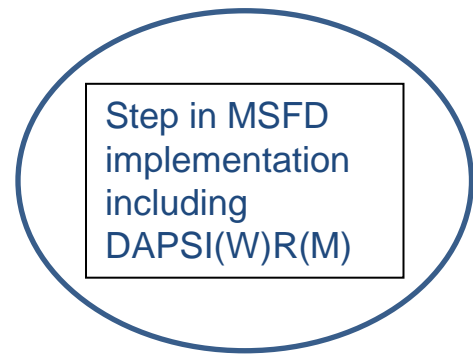 Step in MSFD
implementation
including
DAPSI(W)R(M)